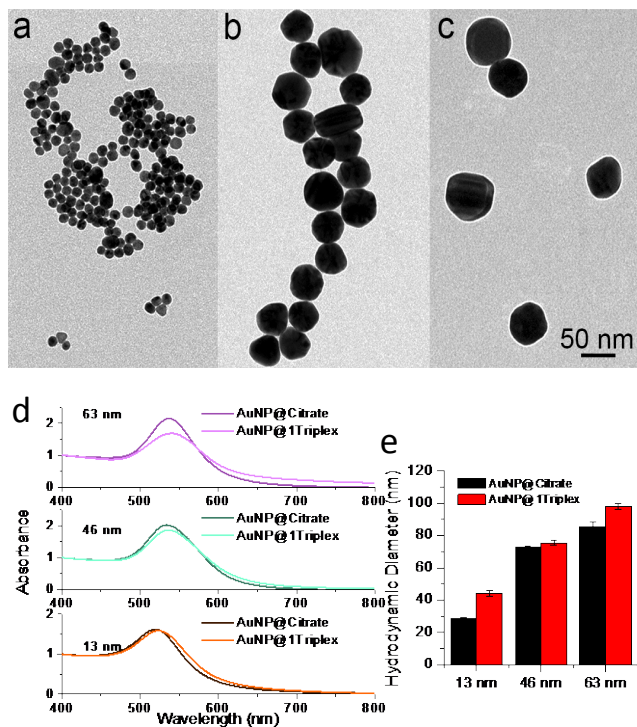 a
b
c
50 nm
d
63 nm
AuNP@Citrate
AuNP@1Triplex
2
1
0
400 500 600 700 800
46 nm
AuNP@Citrate
AuNP@1Triplex
2
1
0
400 500 600 700 800
Absorbance
13 nm
AuNP@Citrate
AuNP@1Triplex
2
1
0
400 500 600 700 800
Wavelength (nm)
e
AuNP@Citrate
AuNP@1Triplex
120
100
80
60
40
20
0
Hydrodynamic Diameter (nm)
13 nm 46 nm 63 nm